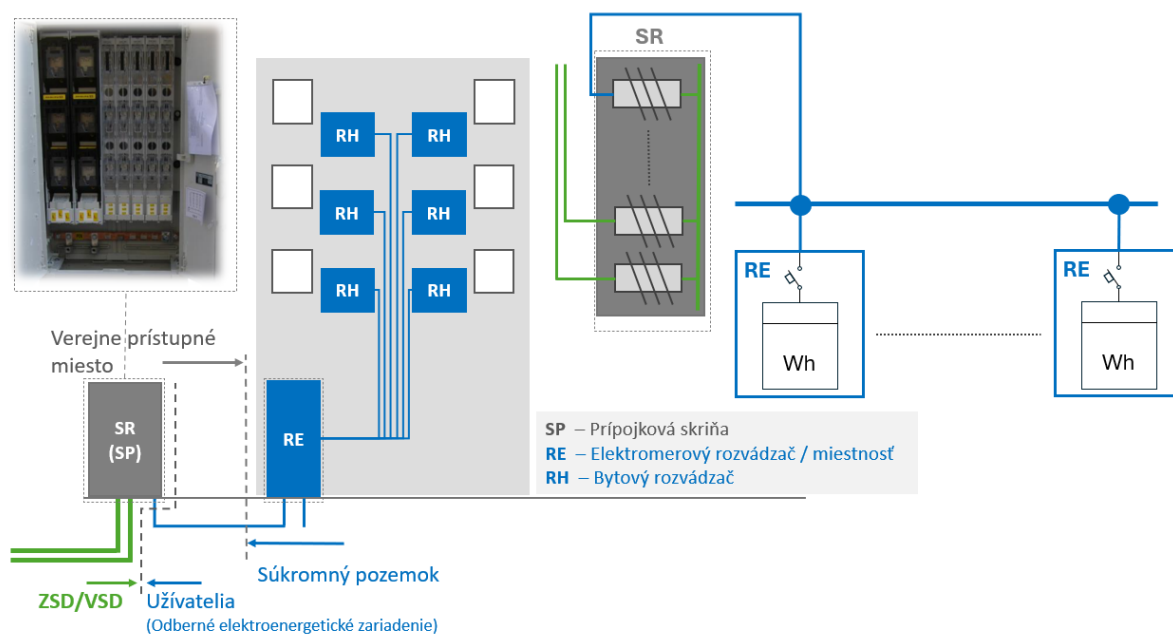 SR
RH
RH
RH
RH
RH
RH
RE
RE
Wh
Wh
Verejne prístupné
miesto
SR
(SP)
RE
SP – Prípojková skriňa
RE – Elektromerový rozvádzač / miestnosť
RH – Bytový rozvádzač
Súkromný pozemok
ZSD/VSD
Užívatelia
(Odberné elektroenergetické zariadenie)